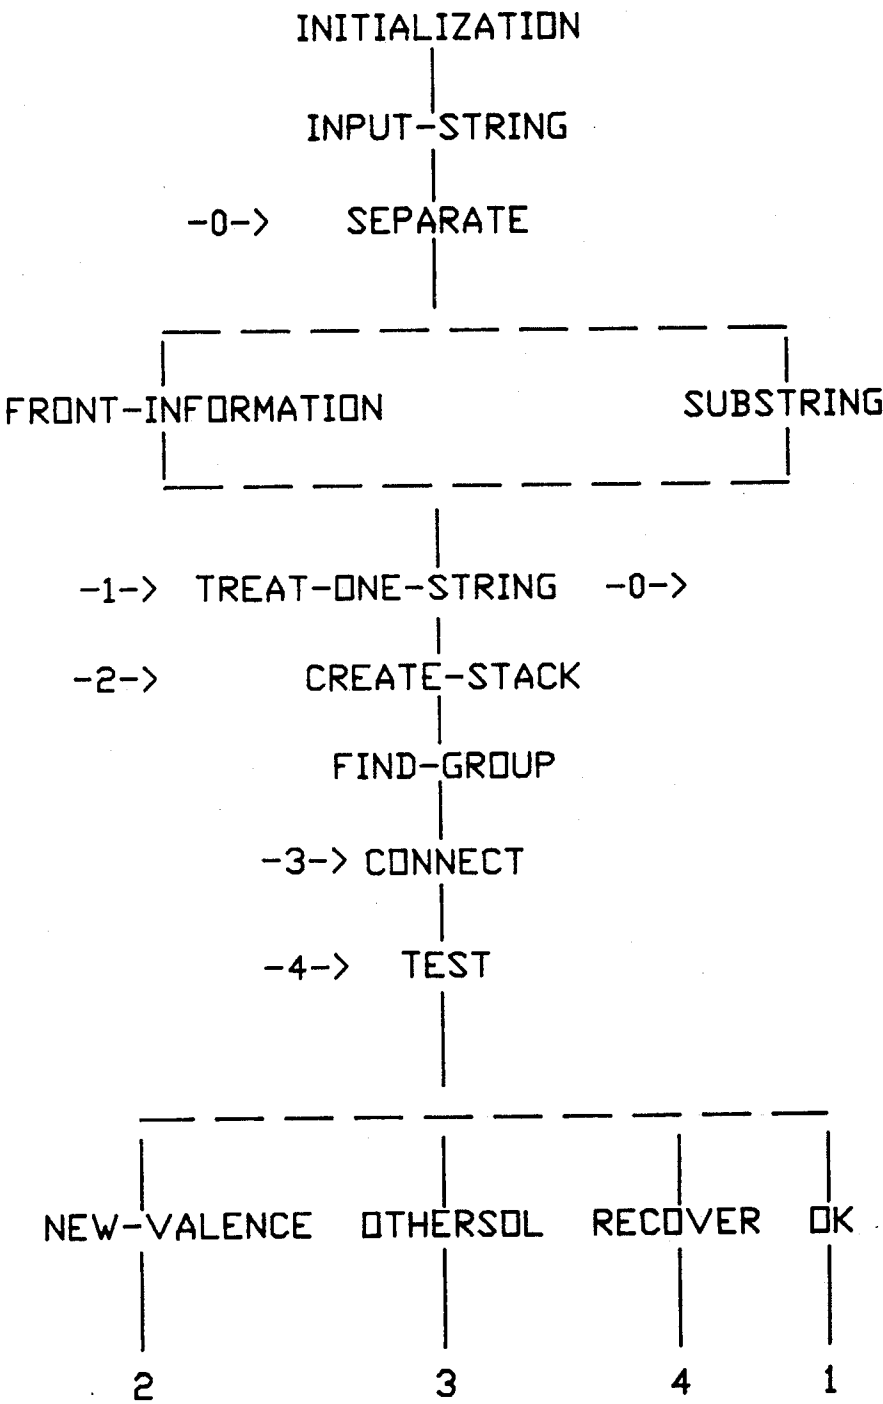 INITIALIZATION
INPUT-STRING
-0-> SEPARATE
FRONT-INFORMATION SUBSTRING
-1-> TREAT-ONE-STRING -0->
-2-> CREATE-STACK
FIND-GROUP
-3-> CONNECT
-4-> TEST
NEW-VALENCE OTHERSOL RECOVER OK
2 3 4 1